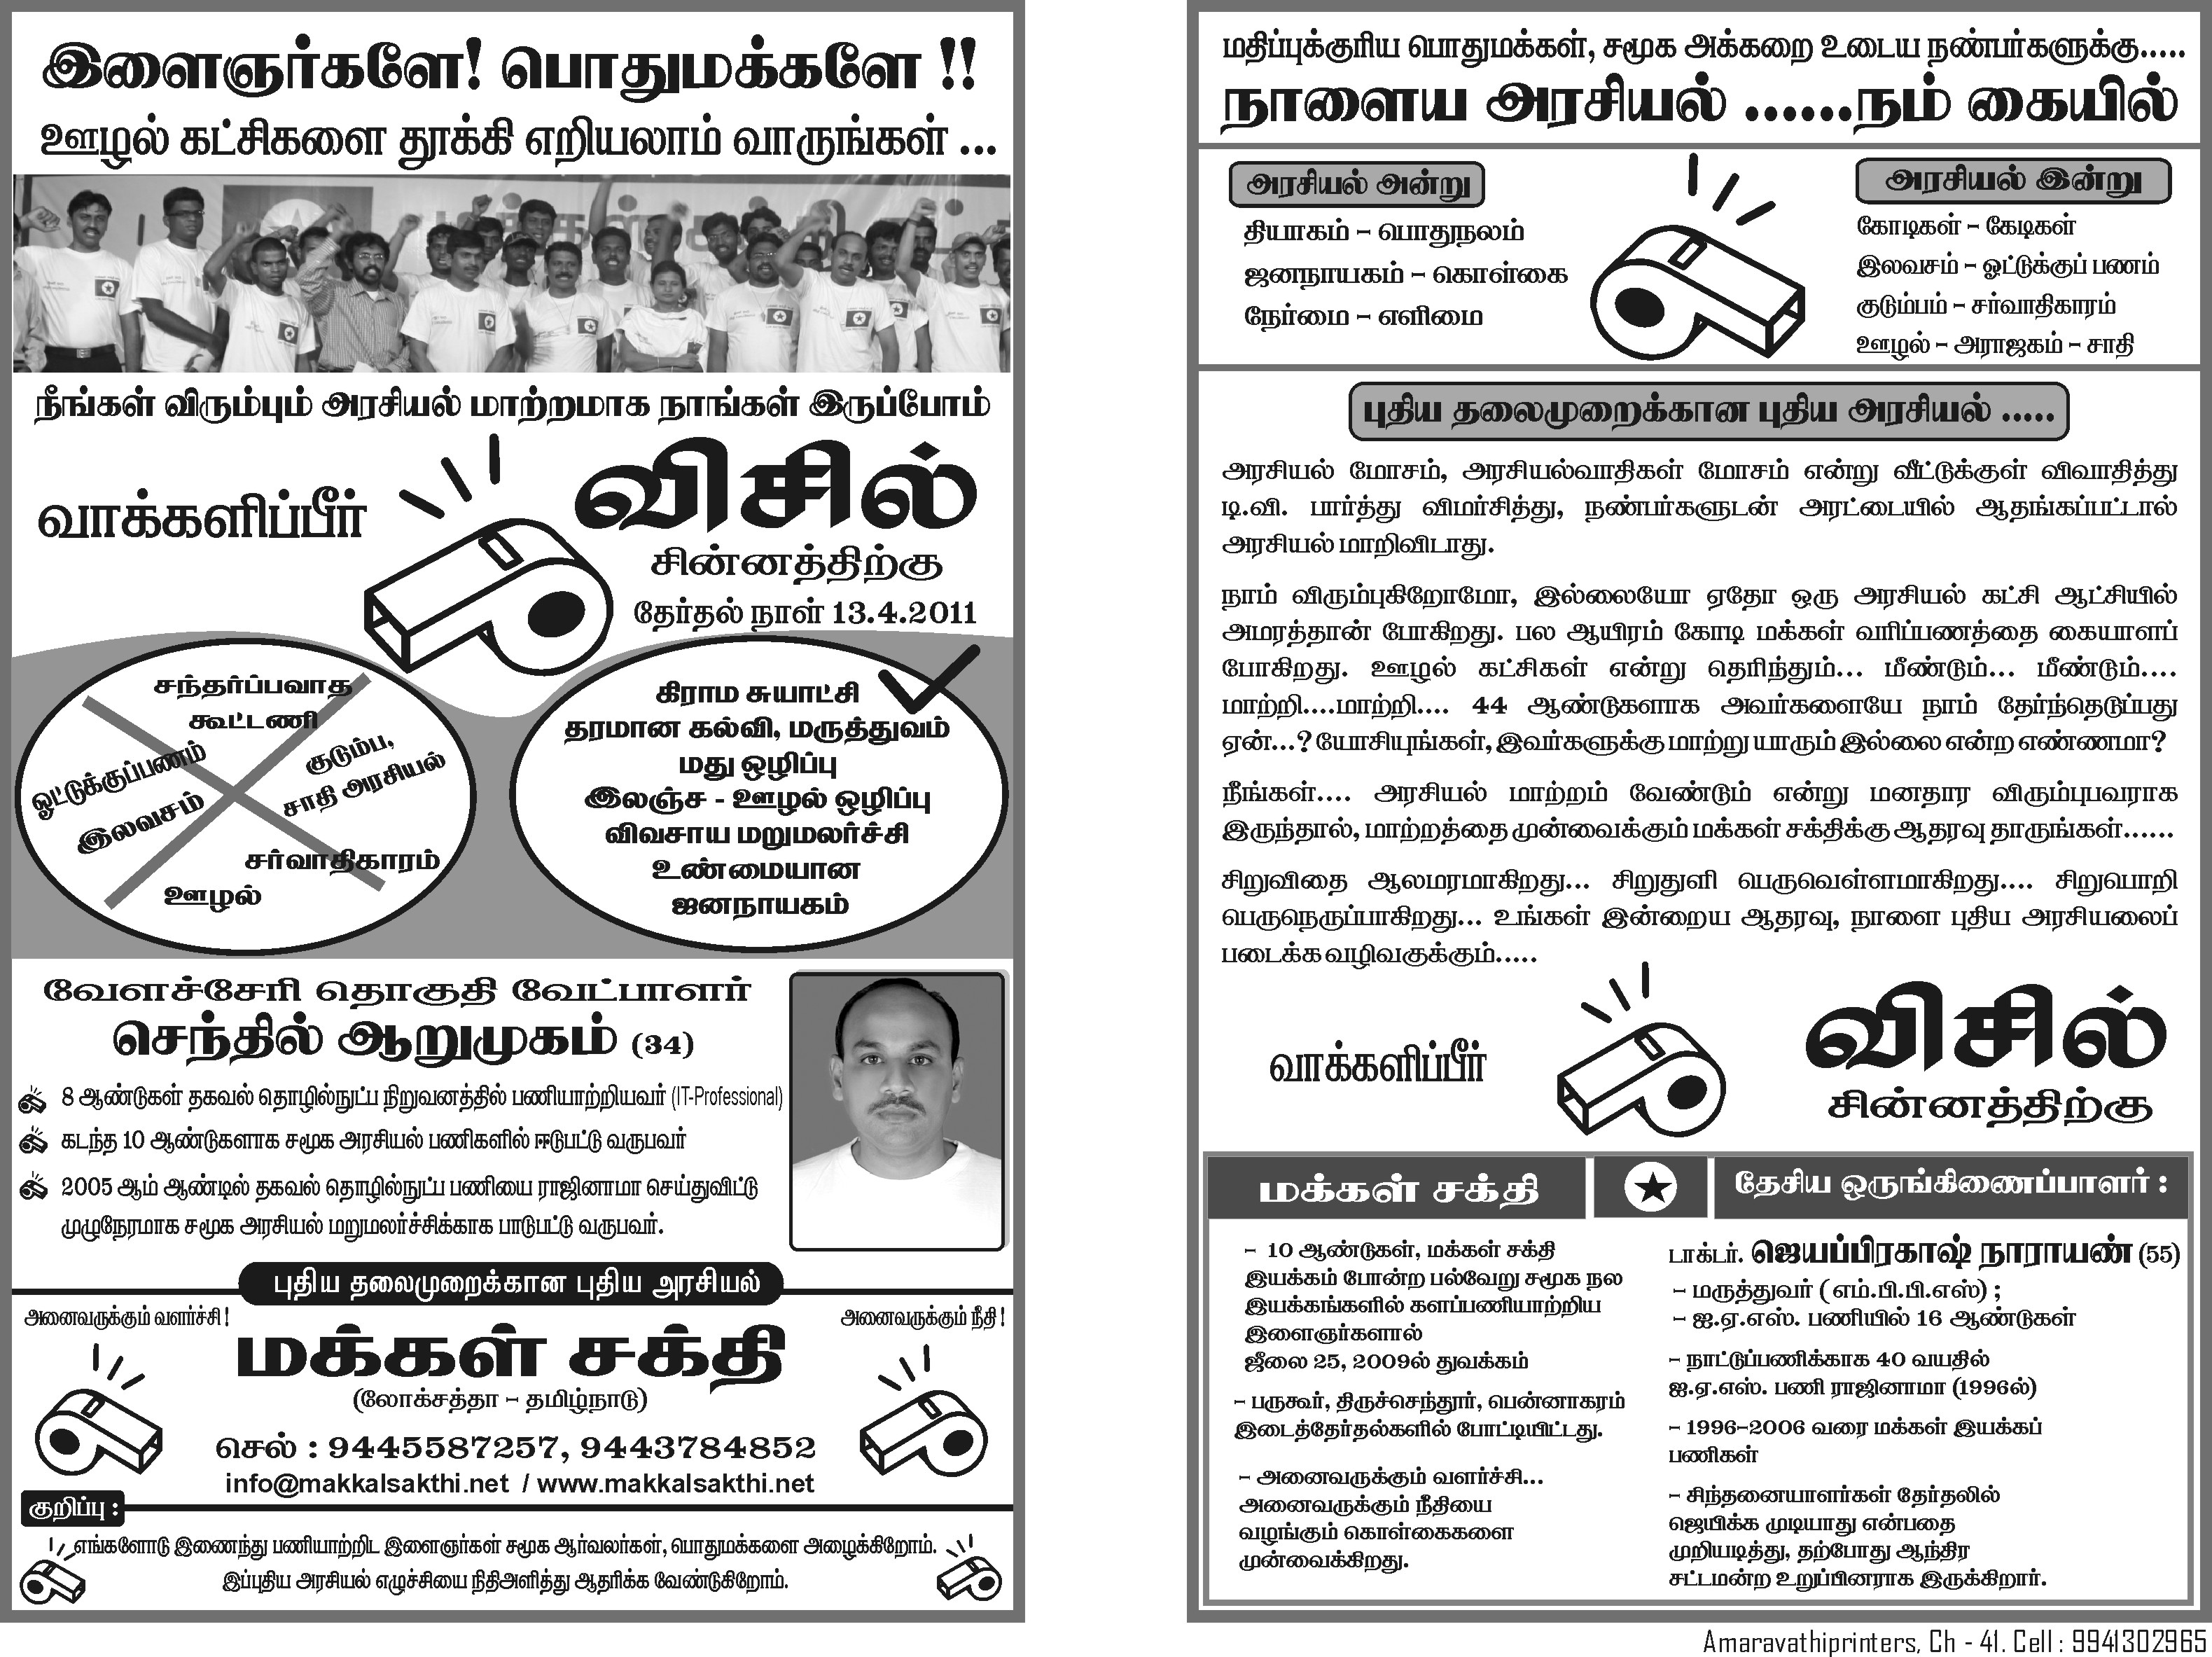 இளைஞர்களே! பொதுமக்களே !!
ஊழல் கட்சிகளை தூக்கி எறியலாம் வாருங்கள் ...
நீங்கள் விரும்பும் அரசியல் மாற்றமாக நாங்கள் இருப்போம்
வாக்களிப்பீர்
விசில்
சின்னத்திற்கு
தேர்தல் நாள் 13.4.2011
சந்தர்ப்பவாத
கூட்டணி
ஓட்டுக்குப்பணம்
இலவசம்
குடும்ப,
சாதி அரசியல்
சர்வாதிகாரம்
ஊழல்
கிராம சுயாட்சி
தரமான கல்வி, மருத்துவம்
மது ஒழிப்பு
இலஞ்ச - ஊழல் ஒழிப்பு
விவசாய மறுமலர்ச்சி
உண்மையான
ஜனநாயகம்
வேளச்சேரி தொகுதி வேட்பாளர்
செந்தில் ஆறுமுகம் (34)
8 ஆண்டுகள் தகவல் தொழில்நுட்ப நிறுவனத்தில் பணியாற்றியவர் (IT-Professional)
கடந்த 10 ஆண்டுகளாக சமூக அரசியல் பணிகளில் ஈடுபட்டு வருபவர்
2005 ஆம் ஆண்டில் தகவல் தொழில்நுட்ப பணியை ராஜினாமா செய்துவிட்டு
முழுநேரமாக சமூக அரசியல் மறுமலர்ச்சிக்காக பாடுபட்டு வருபவர்.
புதிய தலைமுறைக்கான புதிய அரசியல்
அனைவருக்கும் வளர்ச்சி !
அனைவருக்கும் நீதி !
மக்கள் சக்தி
(லோக்சத்தா – தமிழ்நாடு)
செல் : 9445587257, 9443784852
info@makkalsakthi.net / www.makkalsakthi.net
குறிப்பு :
எங்களோடு இணைந்து பணியாற்றிட இளைஞர்கள் சமூக ஆர்வலர்கள், பொதுமக்களை அழைக்கிறோம்.
இப்புதிய அரசியல் எழுச்சியை நிதிஅளித்து ஆதரிக்க வேண்டுகிறோம்.
மதிப்புக்குரிய பொதுமக்கள், சமூக அக்கறை உடைய நண்பர்களுக்கு.....
நாளைய அரசியல் ......நம் கையில்
அரசியல் அன்று
தியாகம் – பொதுநலம்
ஜனநாயகம் – கொள்கை
நேர்மை – எளிமை
அரசியல் இன்று
கோடிகள் – கேடிகள்
இலவசம் – ஓட்டுக்குப் பணம்
குடும்பம் – சர்வாதிகாரம்
ஊழல் – அராஜகம் – சாதி
புதிய தலைமுறைக்கான புதிய அரசியல் .....
அரசியல் மோசம், அரசியல்வாதிகள் மோசம் என்று வீட்டுக்குள் விவாதித்து
டி.வி. பார்த்து விமர்சித்து, நண்பர்களுடன் அரட்டையில் ஆதங்கப்பட்டால்
அரசியல் மாறிவிடாது.
நாம் விரும்புகிறோமோ, இல்லையோ ஏதோ ஒரு அரசியல் கட்சி ஆட்சியில்
அமரத்தான் போகிறது. பல ஆயிரம் கோடி மக்கள் வரிப்பணத்தை கையாளப்
போகிறது. ஊழல் கட்சிகள் என்று தெரிந்தும்... மீண்டும்... மீண்டும்....
மாற்றி....மாற்றி.... 44 ஆண்டுகளாக அவர்களையே நாம் தேர்ந்தெடுப்பது
ஏன்...? யோசியுங்கள், இவர்களுக்கு மாற்று யாரும் இல்லை என்ற எண்ணமா?
நீங்கள்.... அரசியல் மாற்றம் வேண்டும் என்று மனதார விரும்புபவராக
இருந்தால், மாற்றத்தை முன்வைக்கும் மக்கள் சக்திக்கு ஆதரவு தாருங்கள்......
சிறுவிதை ஆலமரமாகிறது... சிறுதுளி பெருவெள்ளமாகிறது.... சிறுபொறி
பெருநெருப்பாகிறது... உங்கள் இன்றைய ஆதரவு, நாளை புதிய அரசியலைப்
படைக்க வழிவகுக்கும்.....
வாக்களிப்பீர்
விசில்
சின்னத்திற்கு
மக்கள் சக்தி
– 10 ஆண்டுகள், மக்கள் சக்தி
இயக்கம் போன்ற பல்வேறு சமூக நல
இயக்கங்களில் களப்பணியாற்றிய
இளைஞர்களால்
ஜீலை 25, 2009ல் துவக்கம்
– பருகூர், திருச்செந்தூர், பென்னாகரம்
இடைத்தேர்தல்களில் போட்டியிட்டது.
– அனைவருக்கும் வளர்ச்சி...
அனைவருக்கும் நீதியை
வழங்கும் கொள்கைகளை
முன்வைக்கிறது.
தேசிய ஒருங்கிணைப்பாளர் :
டாக்டர். ஜெயப்பிரகாஷ் நாராயண் (55)
– மருத்துவர் ( எம்.பி.பி.எஸ்) ;
– ஐ.ஏ.எஸ். பணியில் 16 ஆண்டுகள்
– நாட்டுப்பணிக்காக 40 வயதில்
ஐ.ஏ.எஸ். பணி ராஜினாமா (1996ல்)
– 1996–2006 வரை மக்கள் இயக்கப்
பணிகள்
– சிந்தனையாளர்கள் தேர்தலில்
ஜெயிக்க முடியாது என்பதை
முறியடித்து, தற்போது ஆந்திர
சட்டமன்ற உறுப்பினராக இருக்கிறார்.
Amaravathiprinters, Ch - 41. Cell : 9941302965